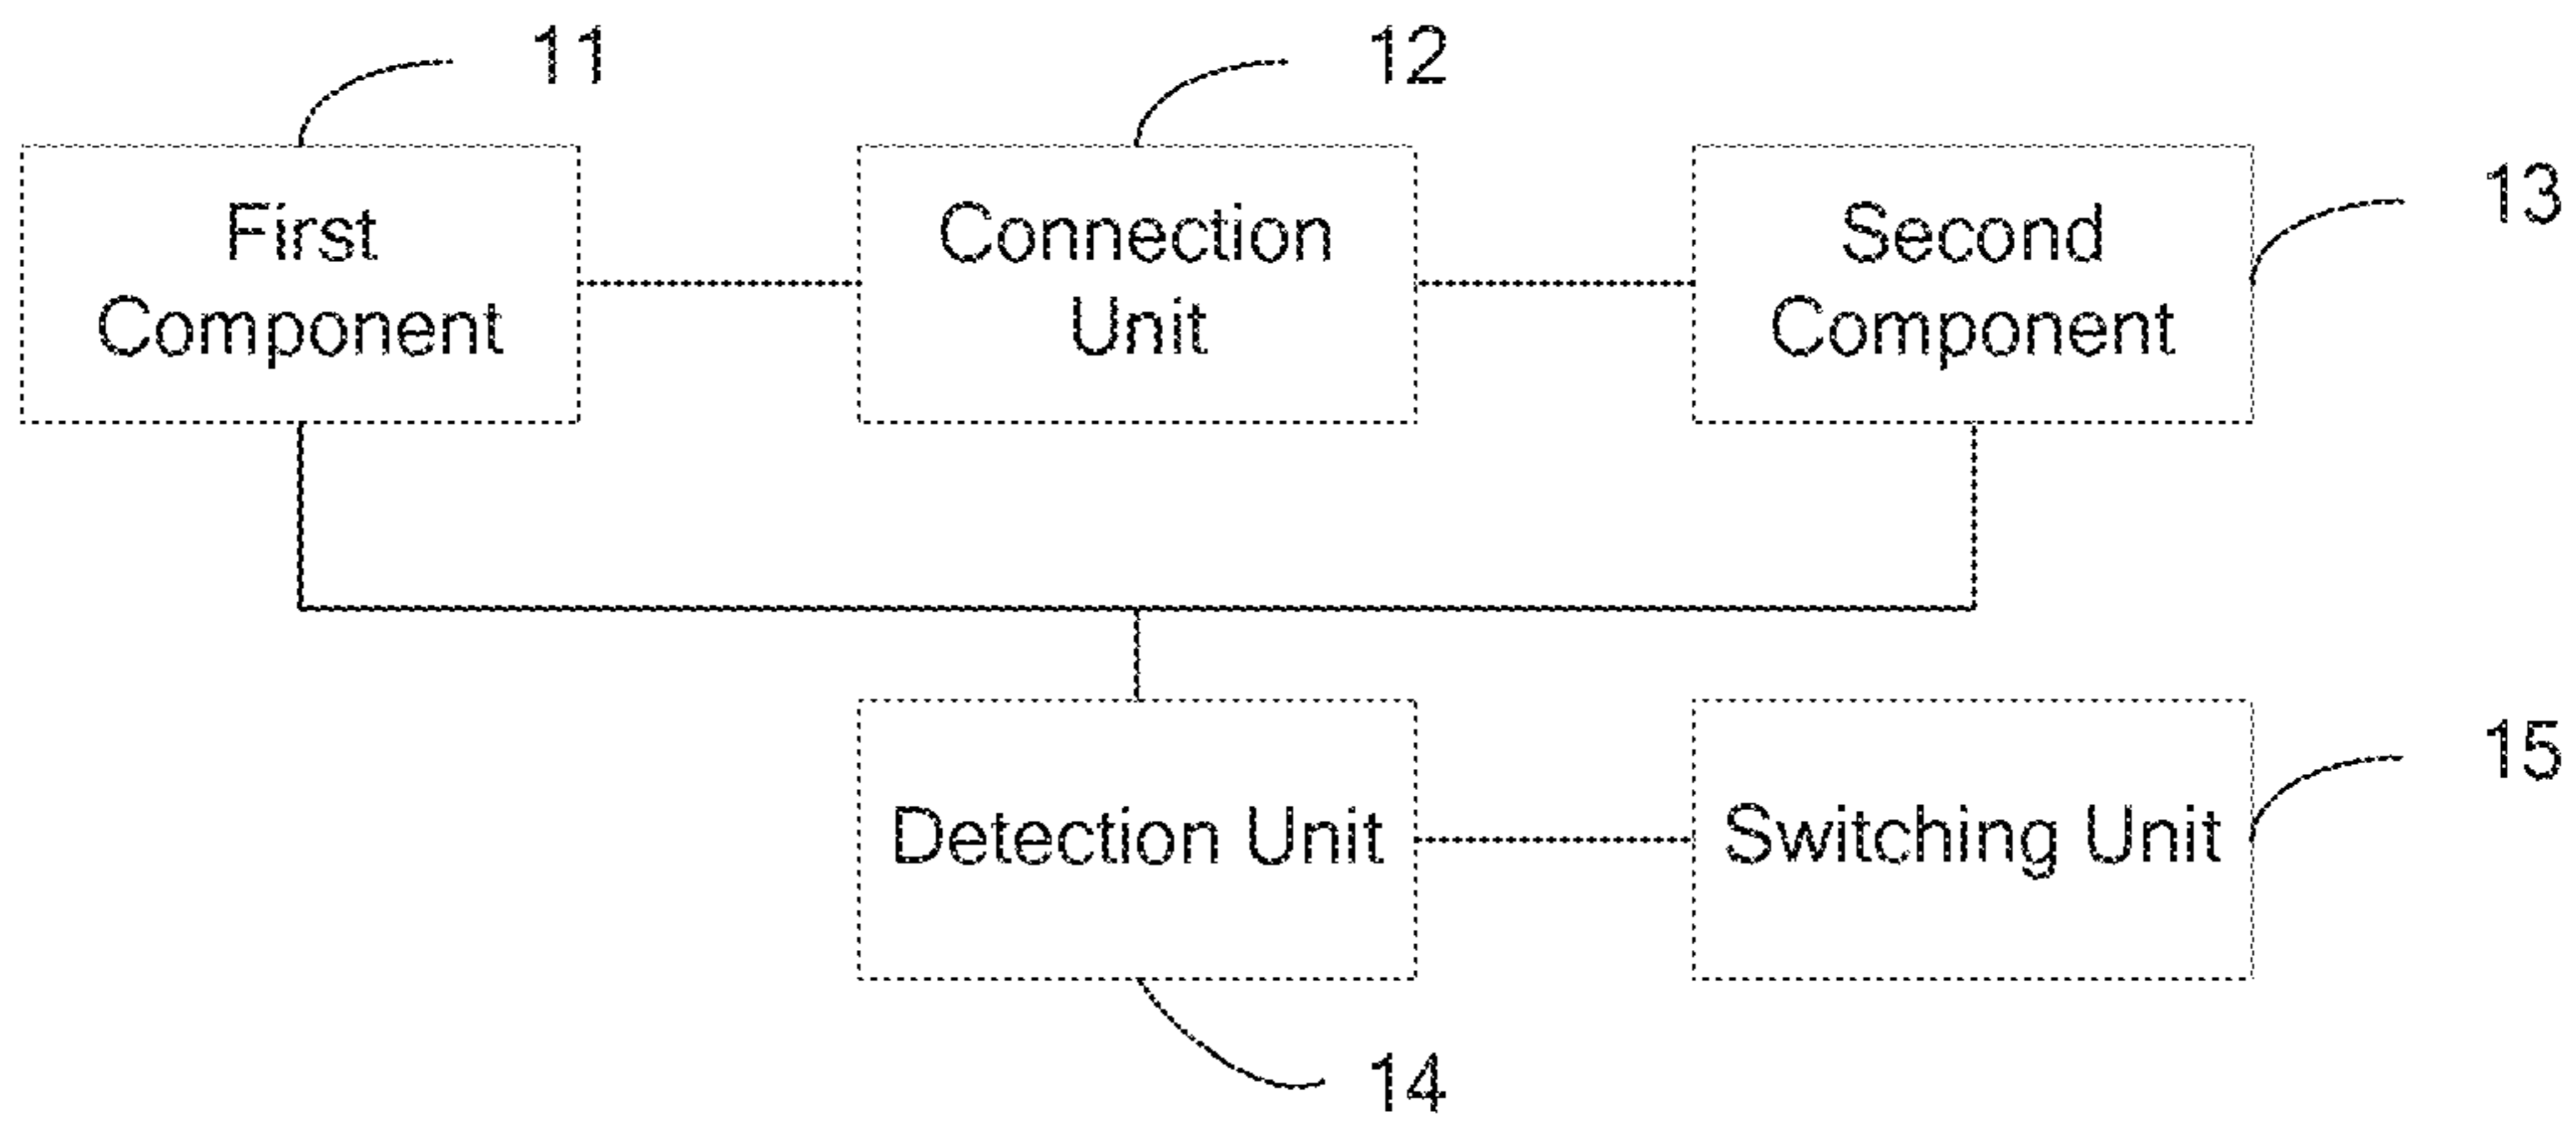 11
12
First
Component
Connection
Unit
Second
Component
13
Detection Unit
Switching Unit
15
14